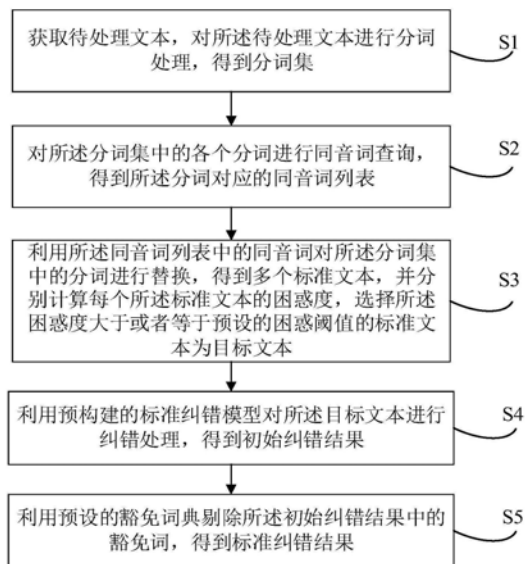 获取待处理文本，对所述待处理文本进行分词
处理，得到分词集
S1
对所述分词集中的各个分词进行同音词查询，
得到所述分词对应的同音词列表
S2
利用所述同音词列表中的同音词对所述分词集
中的分词进行替换，得到多个标准文本，并分
别计算每个所述标准文本的困惑度，选择所述
困惑度大于或者等于预设的困惑阈值的标准文
本为目标文本
S3
利用预构建的标准纠错模型对所述目标文本进行
纠错处理，得到初始纠错结果
S4
利用预设的豁免词典剔除所述初始纠错结果中的
豁免词，得到标准纠错结果
S5